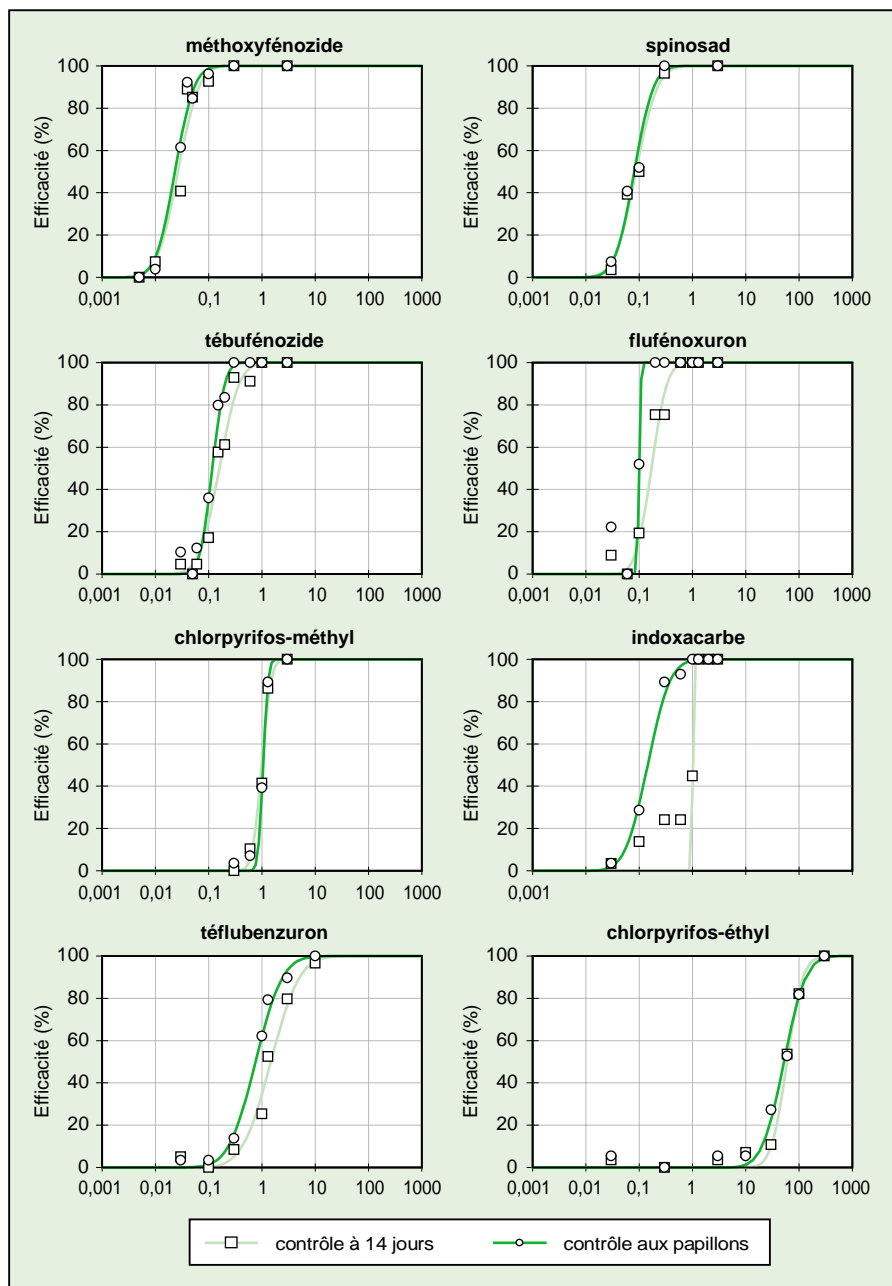 méthoxyfénozide
spinosad
Efficacité (%)
100
80
60
40
20
0
0,001 0,01 0,1 1 10 100 1000
Efficacité (%)
100
80
60
40
20
0
0,001 0,01 0,1 1 10 100 1000
tébufénozide
flufénoxuron
Efficacité (%)
100
80
60
40
20
0
0,001 0,01 0,1 1 10 100 1000
Efficacité (%)
100
80
60
40
20
0
0,001 0,01 0,1 1 10 100 1000
chlorpyrifos-méthyl
indoxacarbe
Efficacité (%)
100
80
60
40
20
0
0,001 0,01 0,1 1 10 100 1000
Efficacité (%)
100
80
60
40
20
0
0,001
téflubenzuron
chlorpyrifos-éthyl
Efficacité (%)
100
80
60
40
20
0
0,001 0,01 0,1 1 10 100 1000
Efficacité (%)
100
80
60
40
20
0
0,001 0,01 0,1 1 10 100 1000
contrôle à 14 jours
contrôle aux papillons